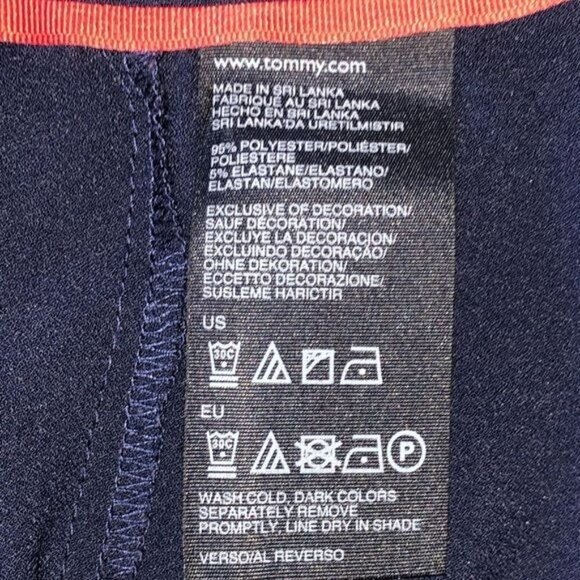 www.tommy.com
MADE IN SRI LANKA
FABRIQUE AU SRI LANKA
HECHO EN SRI LANKA
SRI LANKA'DA URETILMISTIR
95% POLYESTER/POLIÉSTER/
POLIESTERE
5% ELASTANE/ELASTANO/
ELASTAN/ELASTOMERO
EXCLUSIVE OF DECORATION/
SAUF DÉCORATION/
EXCLUYE LA DECORACIÓN/
EXCLUINDO DECORAÇÃO/
OHNE DEKORATION/
ECCETTO DECORAZIONE/
SUSLEME HARICTIR
US
30C
EU
30C P
WASH COLD, DARK COLORS
SEPARATELY REMOVE
PROMPTLY, LINE DRY IN SHADE
VERSO/AL REVERSO